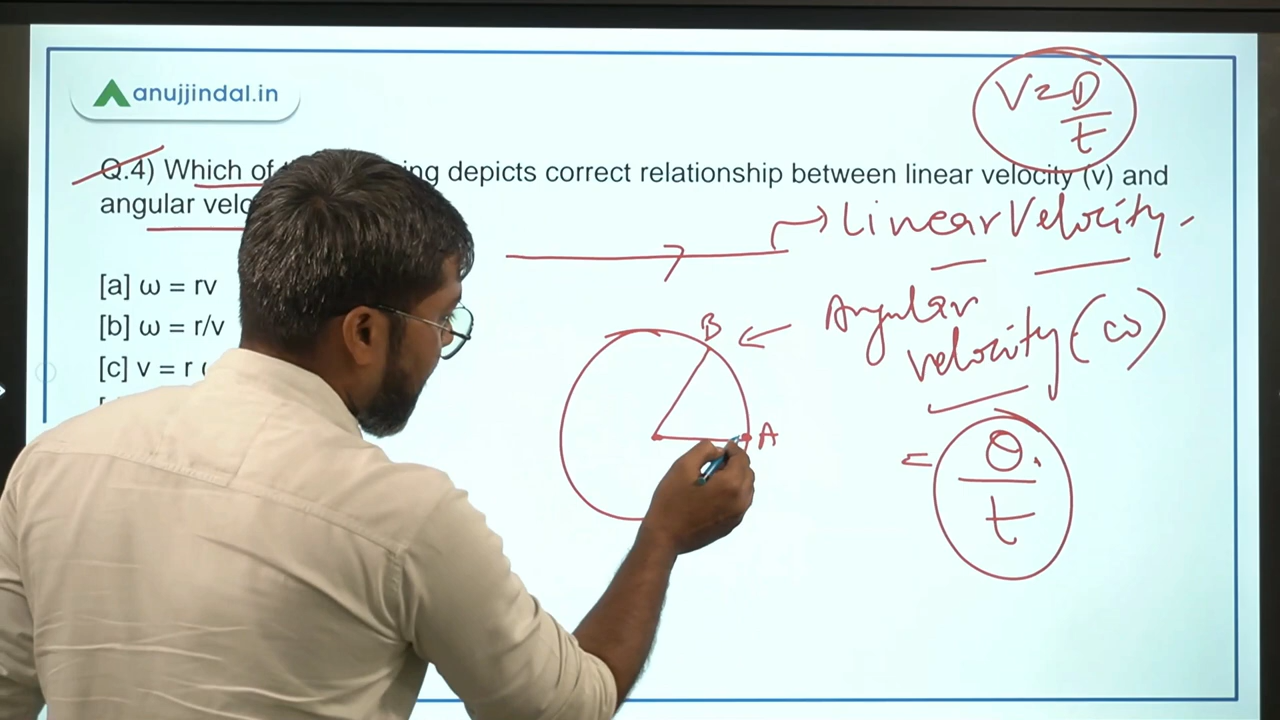 anujjindal.in
V = D
t
Q.4) Which of ing depicts correct relationship between linear velocity (v) and
angular velo
Linear Velocity.
[a] ω = rv
[b] ω = r/v
[c] v = r
B
Angular
velocity (ω)
A
= θ
t